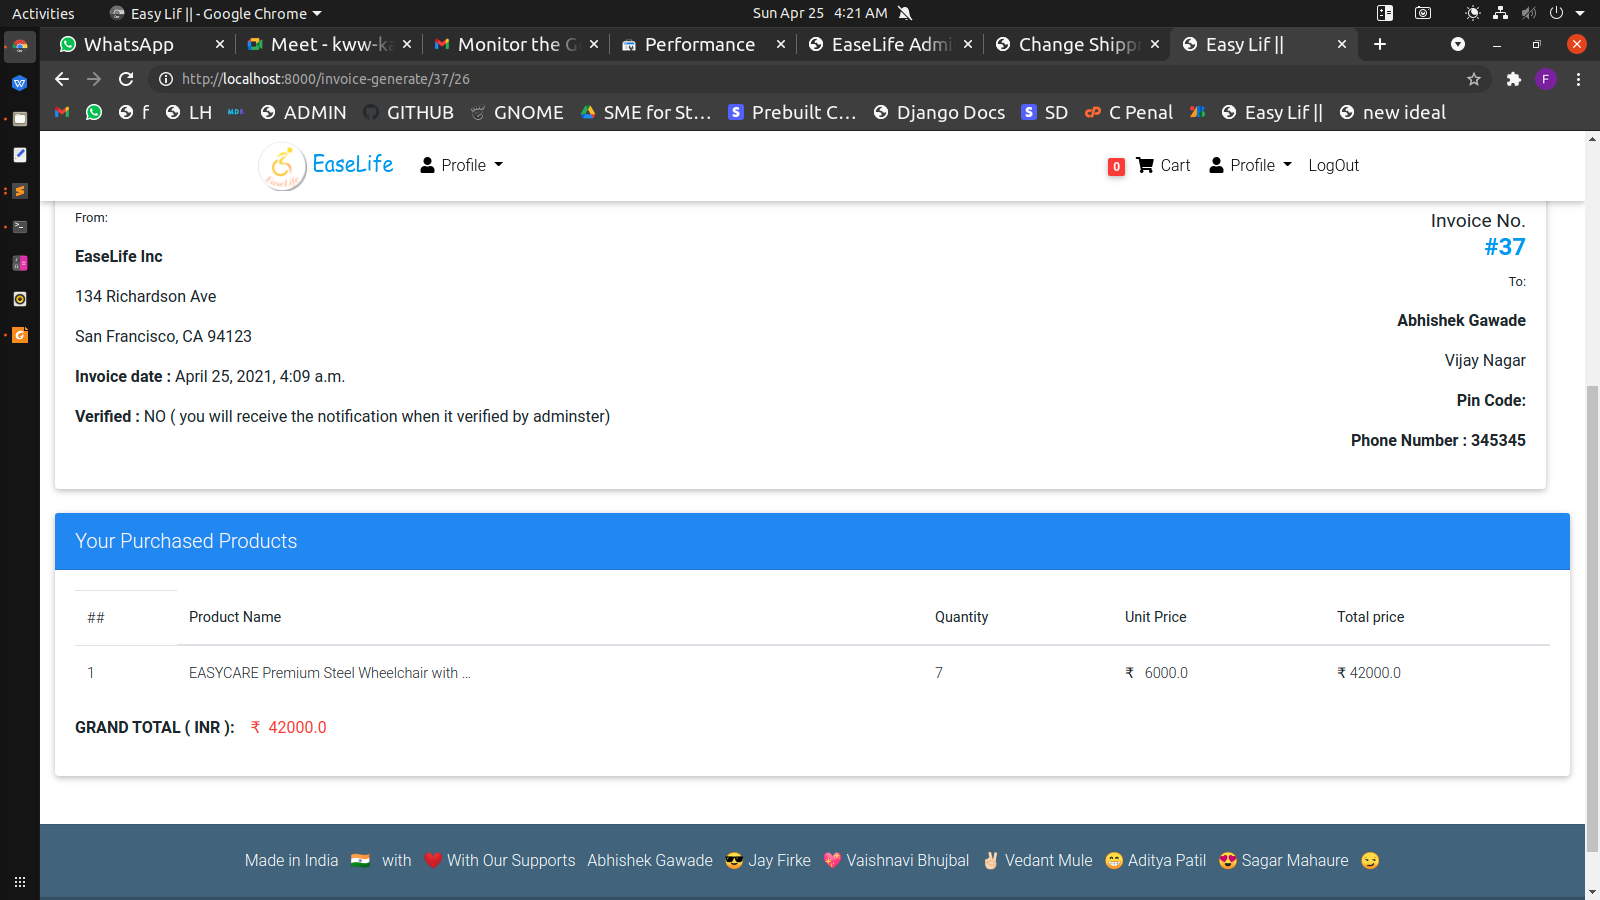 Activities Easy Lif || - Google Chrome Sun Apr 25 4:21 AM
WhatsApp Meet - kww-ka Monitor the G Performance EaseLife Admi Change Shipp Easy Lif ||
http://localhost:8000/invoice-generate/37/26 F
f LH MDB ADMIN GITHUB GNOME SME for St... Prebuilt C... Django Docs SD C Penal Easy Lif || new ideal
EaseLife Profile 0 Cart Profile LogOut
From:
EaseLife Inc
134 Richardson Ave
San Francisco, CA 94123
Invoice date : April 25, 2021, 4:09 a.m.
Verified : NO ( you will receive the notification when it verified by adminster)
Invoice No.
#37
To:
Abhishek Gawade
Vijay Nagar
Pin Code:
Phone Number : 345345
Your Purchased Products
## Product Name Quantity Unit Price Total price
1 EASYCARE Premium Steel Wheelchair with ... 7 ₹ 6000.0 ₹ 42000.0
GRAND TOTAL ( INR ): ₹ 42000.0
Made in India 🇮🇳 with ❤️ With Our Supports Abhishek Gawade 😎 Jay Firke 💖 Vaishnavi Bhujbal ✌🏻 Vedant Mule 😁 Aditya Patil 😍 Sagar Mahaure 😏